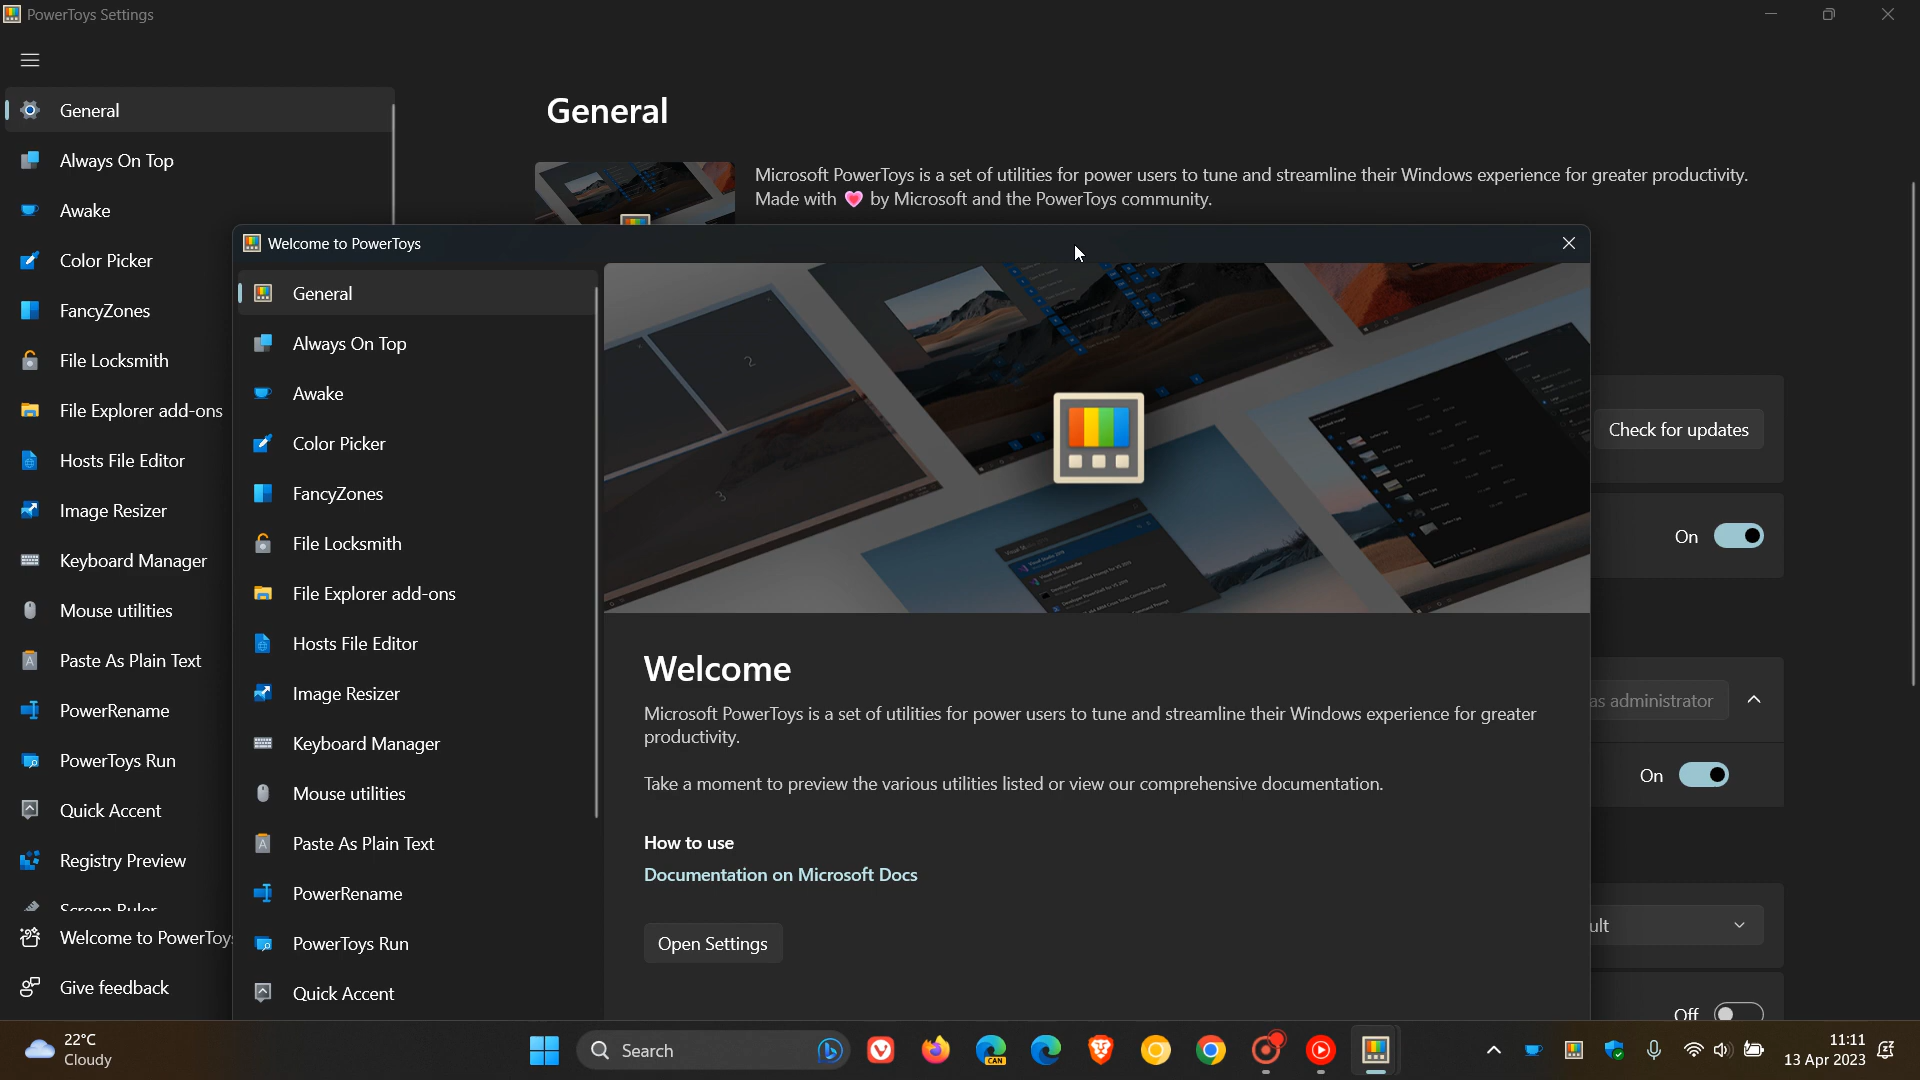 PowerToys Settings
General
Always On Top
Awake
Color Picker
FancyZones
File Locksmith
File Explorer add-ons
Hosts File Editor
Image Resizer
Keyboard Manager
Mouse utilities
Paste As Plain Text
PowerRename
PowerToys Run
Quick Accent
Registry Preview
Screen Ruler
Welcome to PowerToy
Give feedback
General
Microsoft PowerToys is a set of utilities for power users to tune and streamline their Windows experience for greater productivity.
Made with 💗 by Microsoft and the PowerToys community.
Check for updates
On
as administrator
On
ult
Off
Welcome to PowerToys
General
Always On Top
Awake
Color Picker
FancyZones
File Locksmith
File Explorer add-ons
Hosts File Editor
Image Resizer
Keyboard Manager
Mouse utilities
Paste As Plain Text
PowerRename
PowerToys Run
Quick Accent
2
3
Welcome
Microsoft PowerToys is a set of utilities for power users to tune and streamline their Windows experience for greater
productivity.
Take a moment to preview the various utilities listed or view our comprehensive documentation.
How to use
Documentation on Microsoft Docs
Open Settings
22°C
Cloudy
Search
CAN
11:11
13 Apr 2023